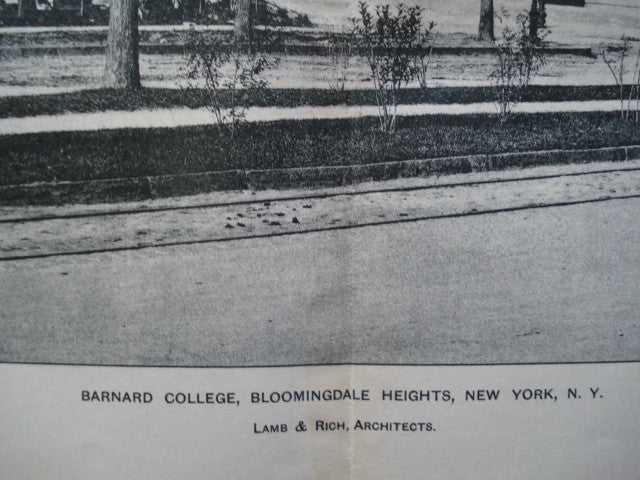 BARNARD COLLEGE, BLOOMINGDALE HEIGHTS, NEW YORK, N. Y.
LAMB & RICH, ARCHITECTS.